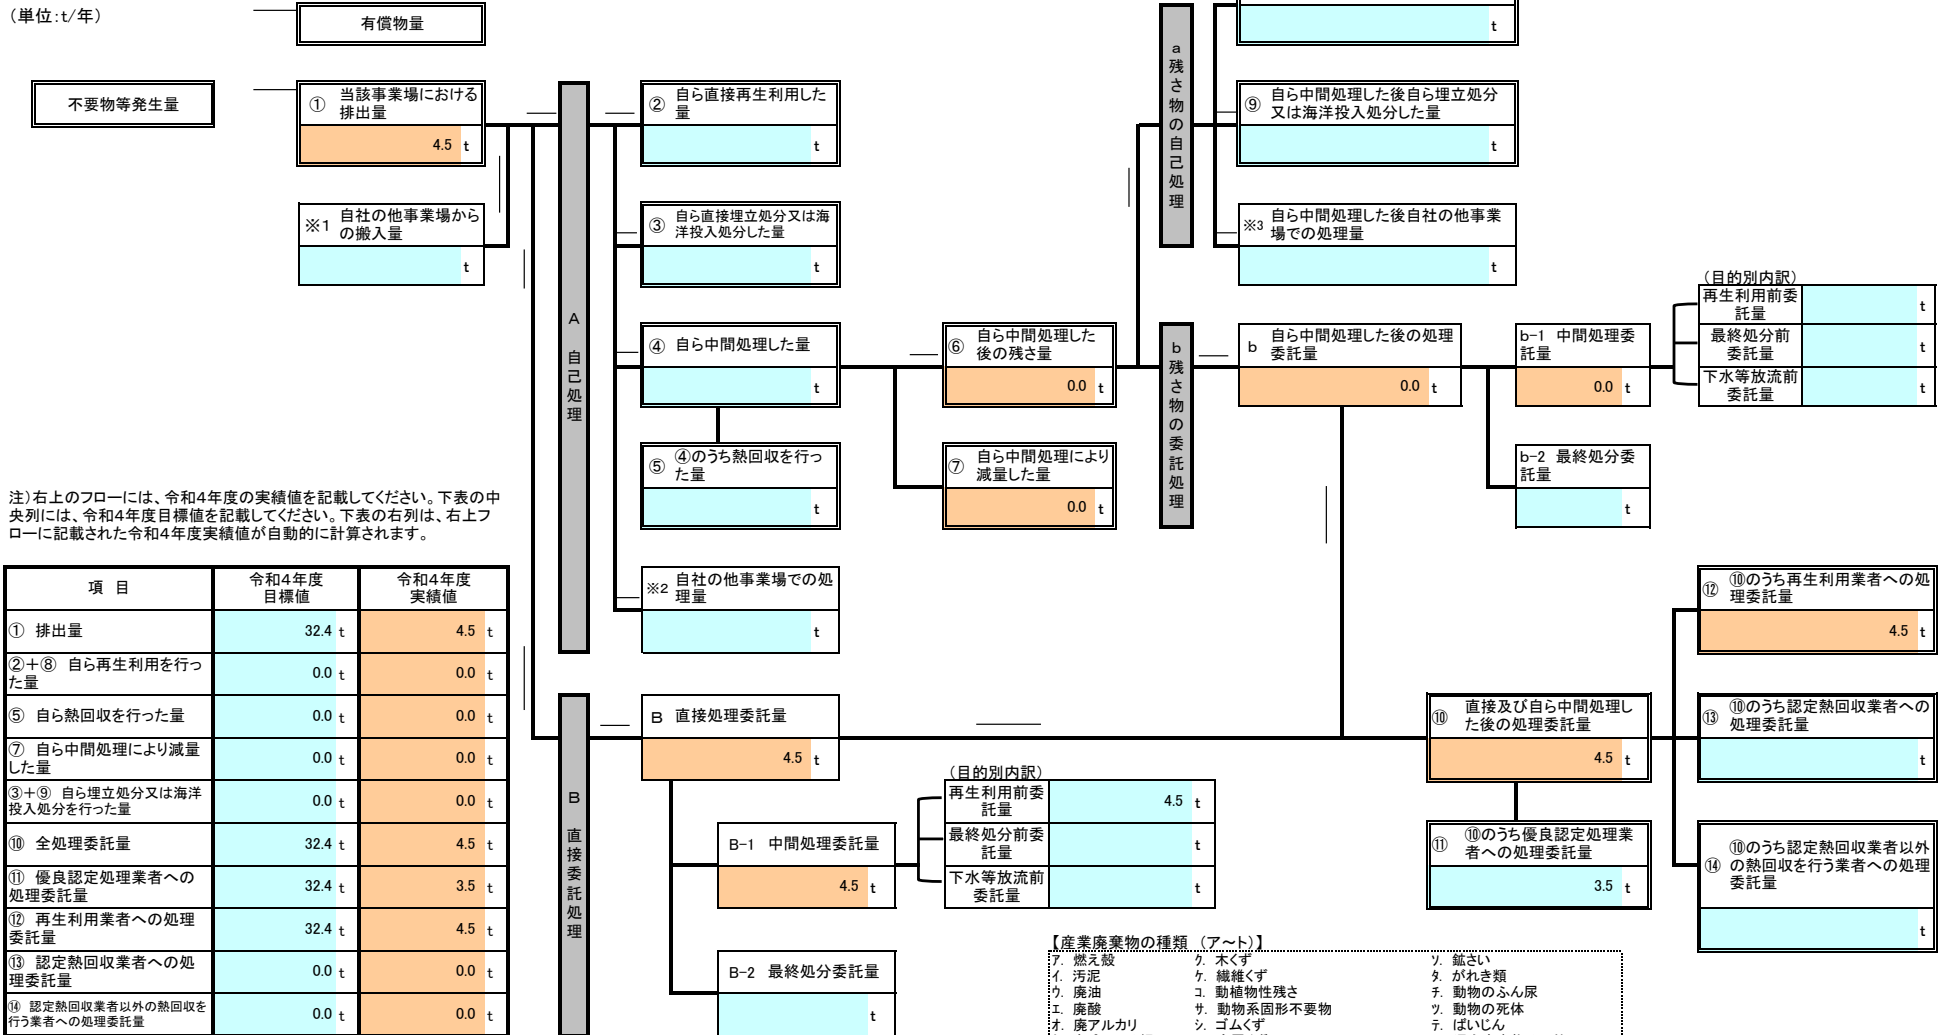 (単位:t/年)
有償物量
不要物等発生量
① 当該事業場における
排出量
4.5 t
※1 自社の他事業場から
の搬入量
t
A 自己処理
② 自ら直接再生利用した
量
t
③ 自ら直接埋立処分又は海
洋投入処分した量
t
④ 自ら中間処理した量
t
⑤ ④のうち熱回収を行っ
た量
t
※2 自社の他事業場での処
理量
t
⑥ 自ら中間処理した
後の残さ量
0.0 t
⑦ 自ら中間処理により
減量した量
0.0 t
a 残さ物の自己処理
t
⑨ 自ら中間処理した後自ら埋立処分
又は海洋投入処分した量
t
※3 自ら中間処理した後自社の他事業
場での処理量
t
b 残さ物の委託処理
b 自ら中間処理した後の処理
委託量
0.0 t
b-1 中間処理委
託量
0.0 t
b-2 最終処分委
託量
t
(目的別内訳)
再生利用前委
託量
t
最終処分前
委託量
t
下水等放流前
委託量
t
注)右上のフローには、令和4年度の実績値を記載してください。下表の中
央列には、令和4年度目標値を記載してください。下表の右列は、右上フ
ローに記載された令和4年度実績値が自動的に計算されます。
項 目 令和4年度
目標値 令和4年度
実績値
① 排出量 32.4 t 4.5 t
②+⑧ 自ら再生利用を行っ
た量 0.0 t 0.0 t
⑤ 自ら熱回収を行った量 0.0 t 0.0 t
⑦ 自ら中間処理により減量
した量 0.0 t 0.0 t
③+⑨ 自ら埋立処分又は海洋
投入処分を行った量 0.0 t 0.0 t
⑩ 全処理委託量 32.4 t 4.5 t
⑪ 優良認定処理業者への
処理委託量 32.4 t 3.5 t
⑫ 再生利用業者への処理
委託量 32.4 t 4.5 t
⑬ 認定熱回収業者への処
理委託量 0.0 t 0.0 t
⑭ 認定熱回収業者以外の熱回収を
行う業者への処理委託量 0.0 t 0.0 t
B 直接委託処理
B 直接処理委託量
4.5 t
B-1 中間処理委託量
4.5 t
B-2 最終処分委託量
t
(目的別内訳)
再生利用前委
託量
4.5 t
最終処分前委
託量
t
下水等放流前
委託量
t
⑩ 直接及び自ら中間処理し
た後の処理委託量
4.5 t
⑪ ⑩のうち優良認定処理業
者への処理委託量
3.5 t
⑫ ⑩のうち再生利用業者への処
理委託量
4.5 t
⑬ ⑩のうち認定熱回収業者への
処理委託量
t
⑭ ⑩のうち認定熱回収業者以外
の熱回収を行う業者への処理
委託量
t
【産業廃棄物の種類 (ア〜ト)】
ア. 燃え殻 ク. 木くず ソ. 鉱さい
イ. 汚泥 ケ. 繊維くず タ. がれき類
ウ. 廃油 コ. 動植物性残さ チ. 動物のふん尿
エ. 廃酸 サ. 動物系固形不要物 ツ. 動物の死体
オ. 廃アルカリ シ. ゴムくず テ. ばいじん